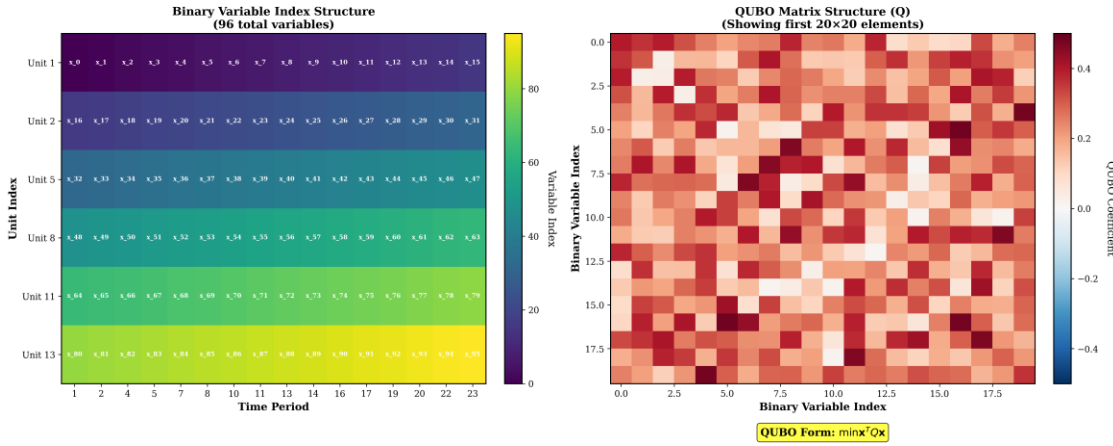 Binary Variable Index Structure
(96 total variables)
Unit 1
x_0 x_1 x_2 x_3 x_4 x_5 x_6 x_7 x_8 x_9 x_10 x_11 x_12 x_13 x_14 x_15
Unit 2
x_16 x_17 x_18 x_19 x_20 x_21 x_22 x_23 x_24 x_25 x_26 x_27 x_28 x_29 x_30 x_31
Unit 5
x_32 x_33 x_34 x_35 x_36 x_37 x_38 x_39 x_40 x_41 x_42 x_43 x_44 x_45 x_46 x_47
Unit 8
x_48 x_49 x_50 x_51 x_52 x_53 x_54 x_55 x_56 x_57 x_58 x_59 x_60 x_61 x_62 x_63
Unit 11
x_64 x_65 x_66 x_67 x_68 x_69 x_70 x_71 x_72 x_73 x_74 x_75 x_76 x_77 x_78 x_79
Unit 13
x_80 x_81 x_82 x_83 x_84 x_85 x_86 x_87 x_88 x_89 x_90 x_91 x_92 x_93 x_94 x_95
1 2 4 5 7 8 10 11 13 14 16 17 19 20 22 23
Time Period
Unit Index
80
60
40
20
0
Variable Index
QUBO Matrix Structure (Q)
(Showing first 20×20 elements)
0.0
2.5
5.0
7.5
10.0
12.5
15.0
17.5
0.0 2.5 5.0 7.5 10.0 12.5 15.0 17.5
Binary Variable Index
Binary Variable Index
0.4
0.2
0.0
−0.2
−0.4
QUBO Coefficient
QUBO Form: minxᵀQx